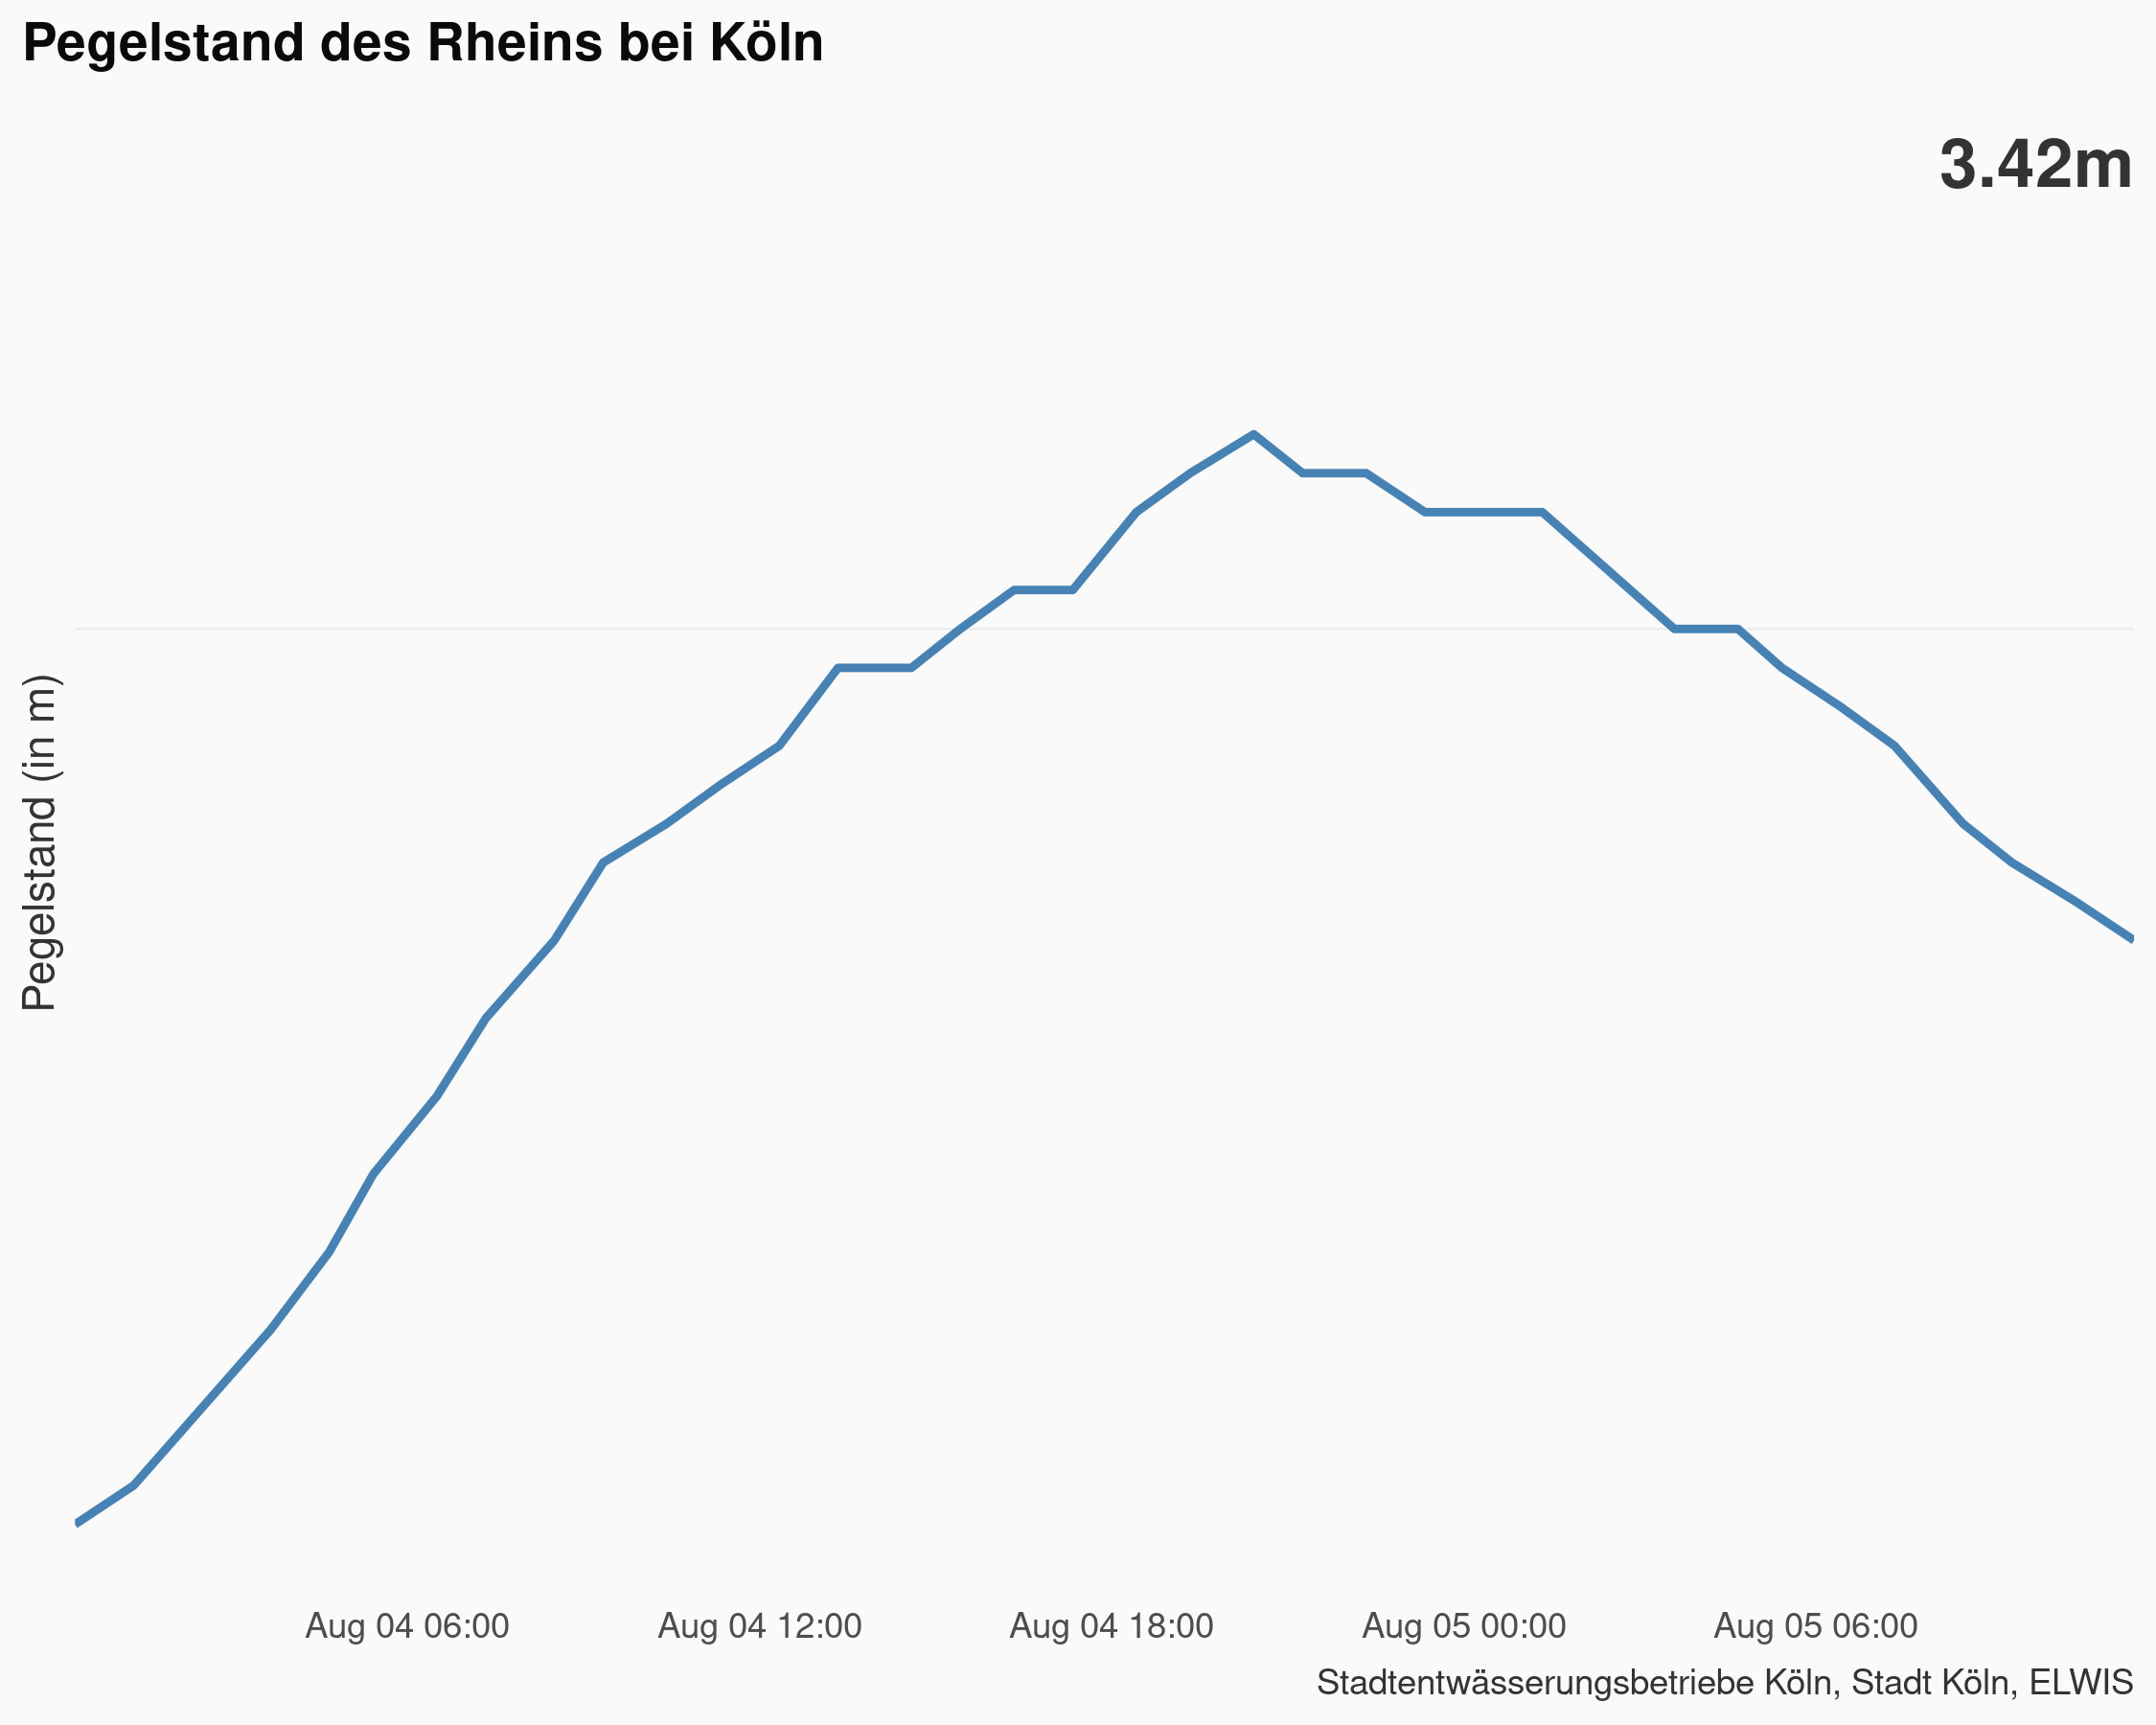 Pegelstand des Rheins bei Köln
3.42m
Pegelstand (in m)
Aug 04 06:00
Aug 04 12:00
Aug 04 18:00
Aug 05 00:00
Aug 05 06:00
Stadtentwässerungsbetriebe Köln, Stadt Köln, ELWIS